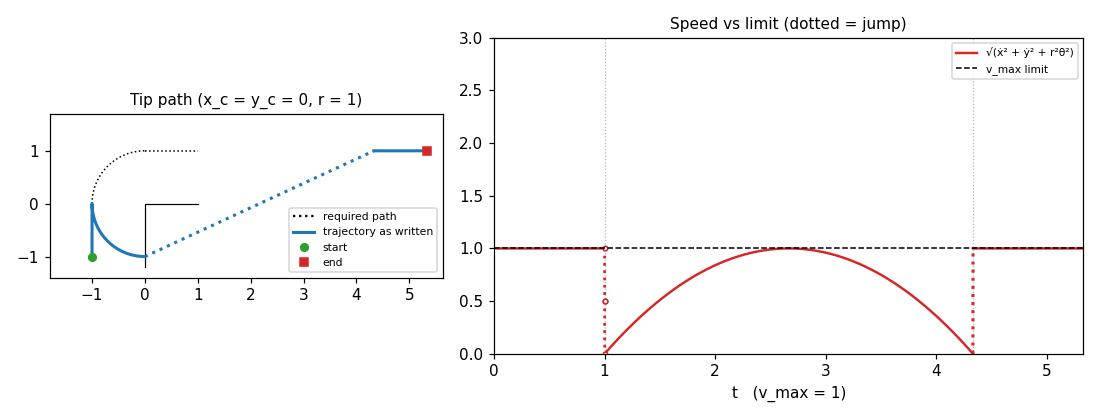 Tip path (x_c = y_c = 0, r = 1)
1
0
−1
−1
0
1
2
3
4
5
required path
trajectory as written
start
end
Speed vs limit (dotted = jump)
3.0
2.5
2.0
1.5
1.0
0.5
0.0
0
1
2
3
4
5
t (v_max = 1)
√(ẋ² + ẏ² + r²θ̇²)
v_max limit